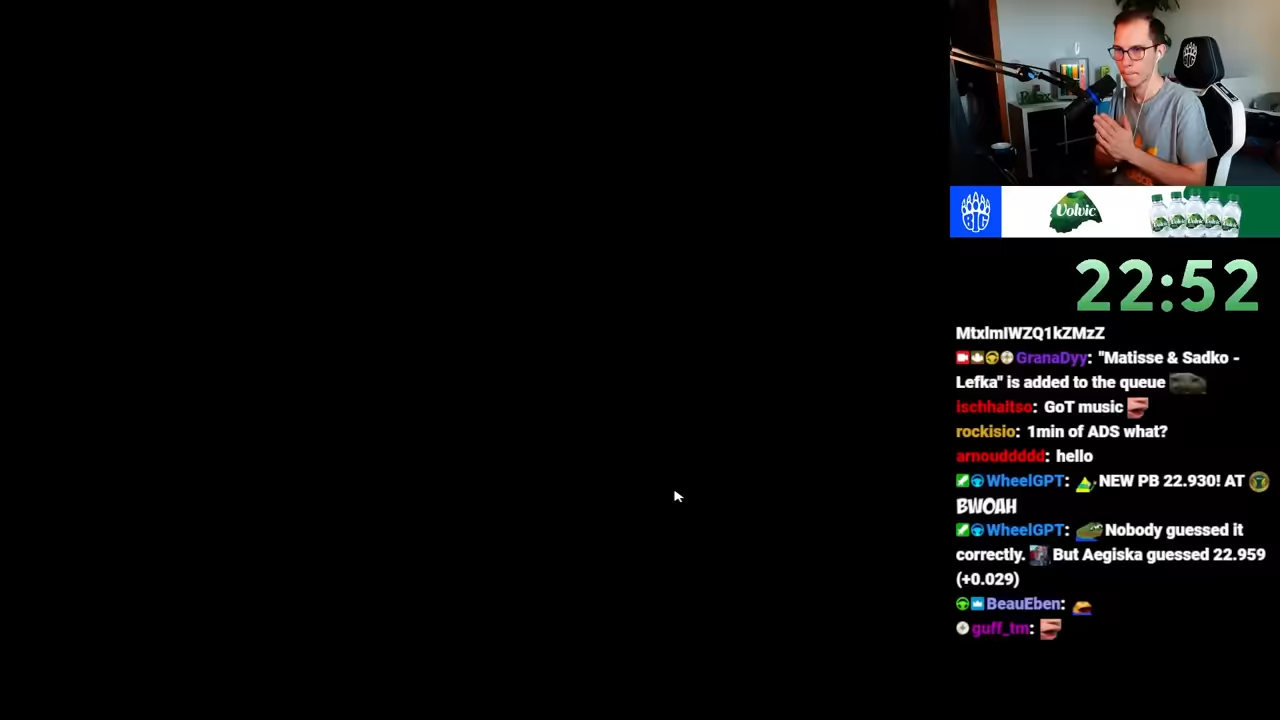 BIG
Volvic
22:52
MtxlmIWZQ1kZMzZ
GranaDyy: "Matisse & Sadko -
Lefka" is added to the queue
ischhaltso: GoT music
rockisio: 1min of ADS what?
arnouddddd: hello
WheelGPT: NEW PB 22.930! AT
BWOAH
WheelGPT: Nobody guessed it
correctly. But Aegiska guessed 22.959
(+0.029)
BeauEben:
guff_tm: